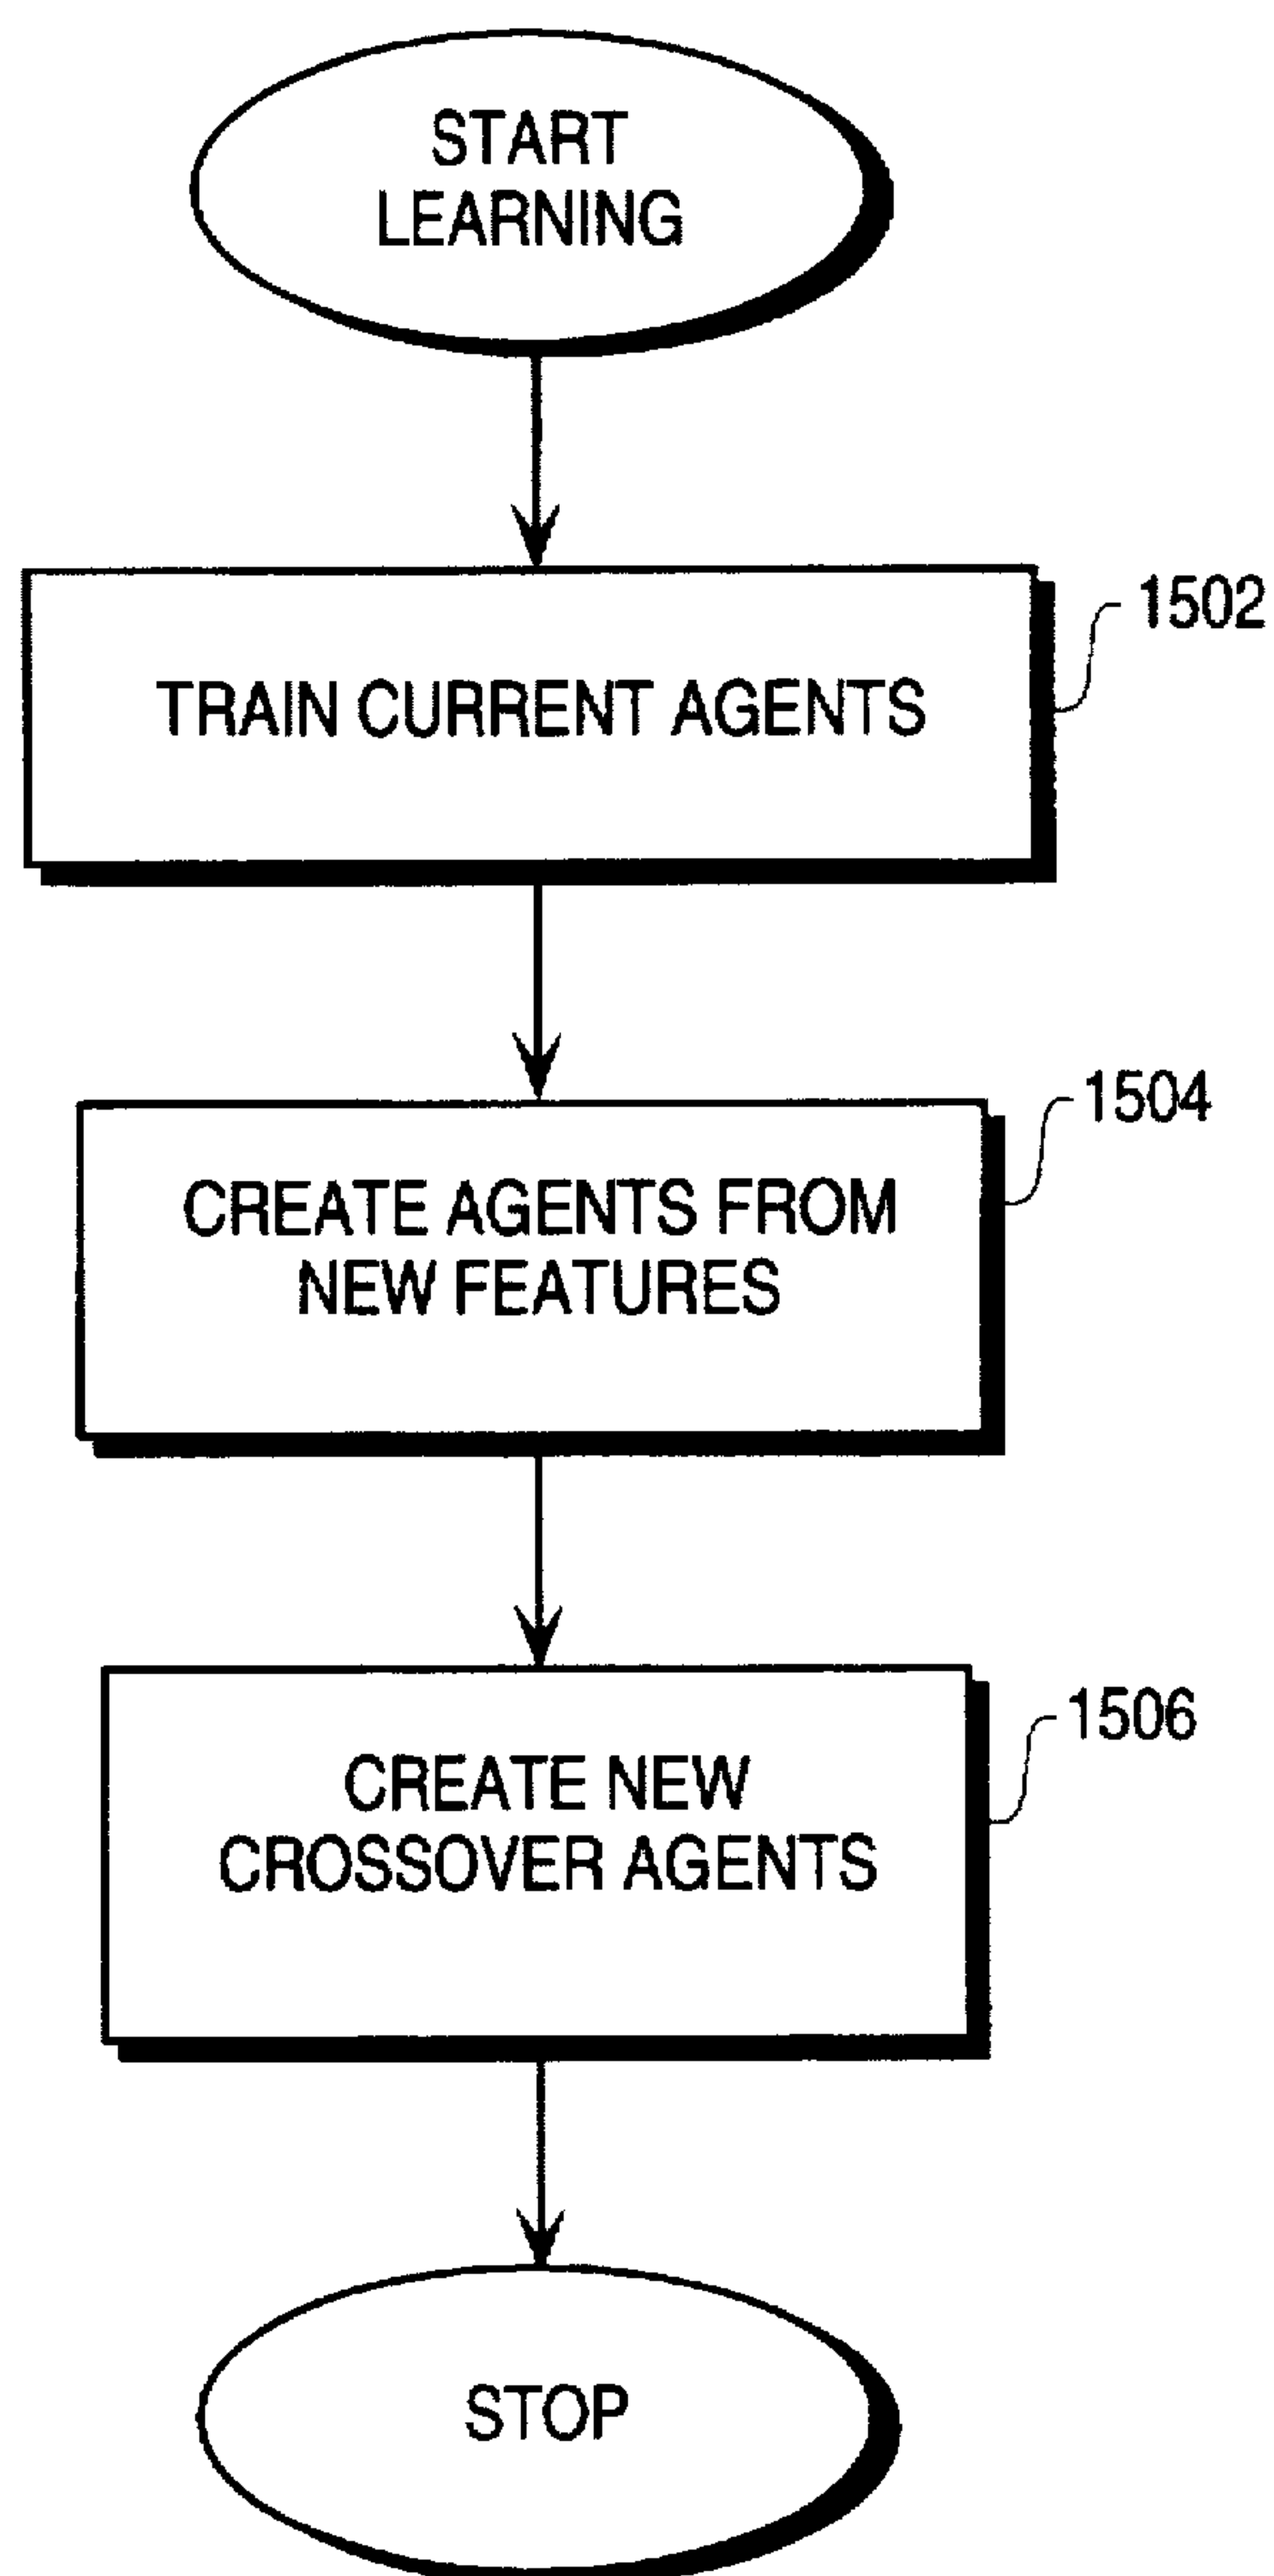 START
LEARNING
1502
TRAIN CURRENT AGENTS
1504
CREATE AGENTS FROM
NEW FEATURES
1506
CREATE NEW
CROSSOVER AGENTS
STOP